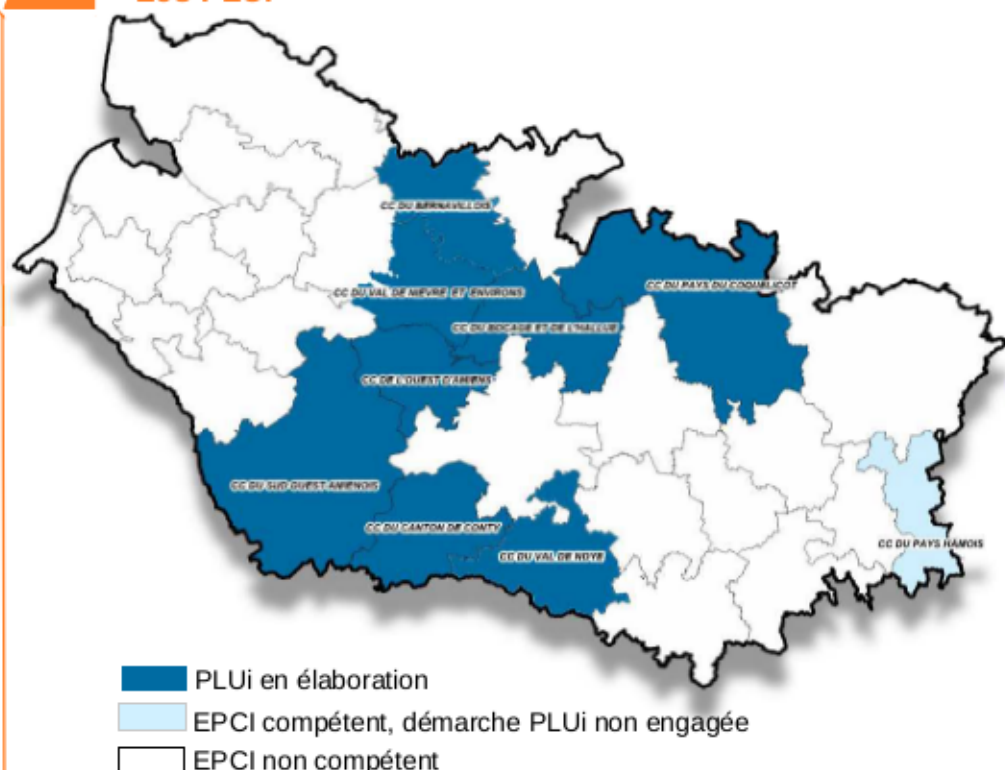 CC DU BERNAVILLOIS
CC DU PAYS DU COQUELICOT
CC DU VAL DE NIEVRE ET ENVIRONS
CC DU BOCAGE ET DE L'HALLUE
CC DE L'OUEST D'AMIENS
CC DU SUD OUEST AMIENOIS
CC DU CANTON DE CONTY
CC DU VAL DE NOYE
CC DU PAYS HAMOIS
PLUi en élaboration
EPCI compétent, démarche PLUi non engagée
EPCI non compétent